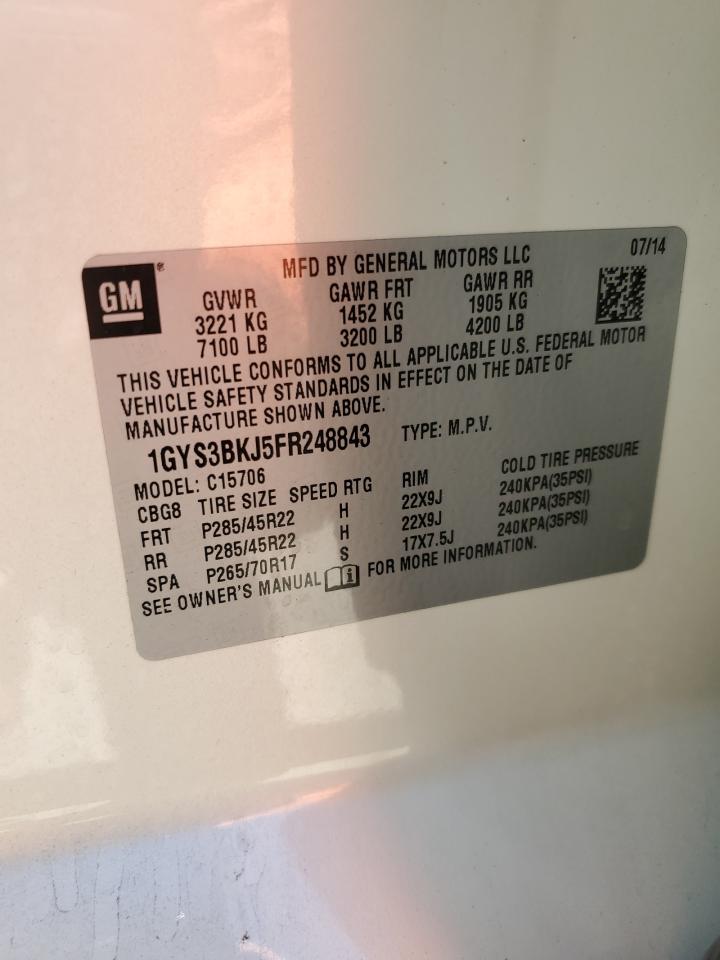 GM®
MFD BY GENERAL MOTORS LLC 07/14
GVWR GAWR FRT GAWR RR
3221 KG 1452 KG 1905 KG
7100 LB 3200 LB 4200 LB
THIS VEHICLE CONFORMS TO ALL APPLICABLE U.S. FEDERAL MOTOR
VEHICLE SAFETY STANDARDS IN EFFECT ON THE DATE OF
MANUFACTURE SHOWN ABOVE.
1GYS3BKJ5FR248843 TYPE: M.P.V.
MODEL: C15706
CBG8 TIRE SIZE SPEED RTG RIM COLD TIRE PRESSURE
FRT P285/45R22 H 22X9J 240KPA(35PSI)
RR P285/45R22 H 22X9J 240KPA(35PSI)
SPA P265/70R17 S 17X7.5J 240KPA(35PSI)
SEE OWNER'S MANUAL FOR MORE INFORMATION.